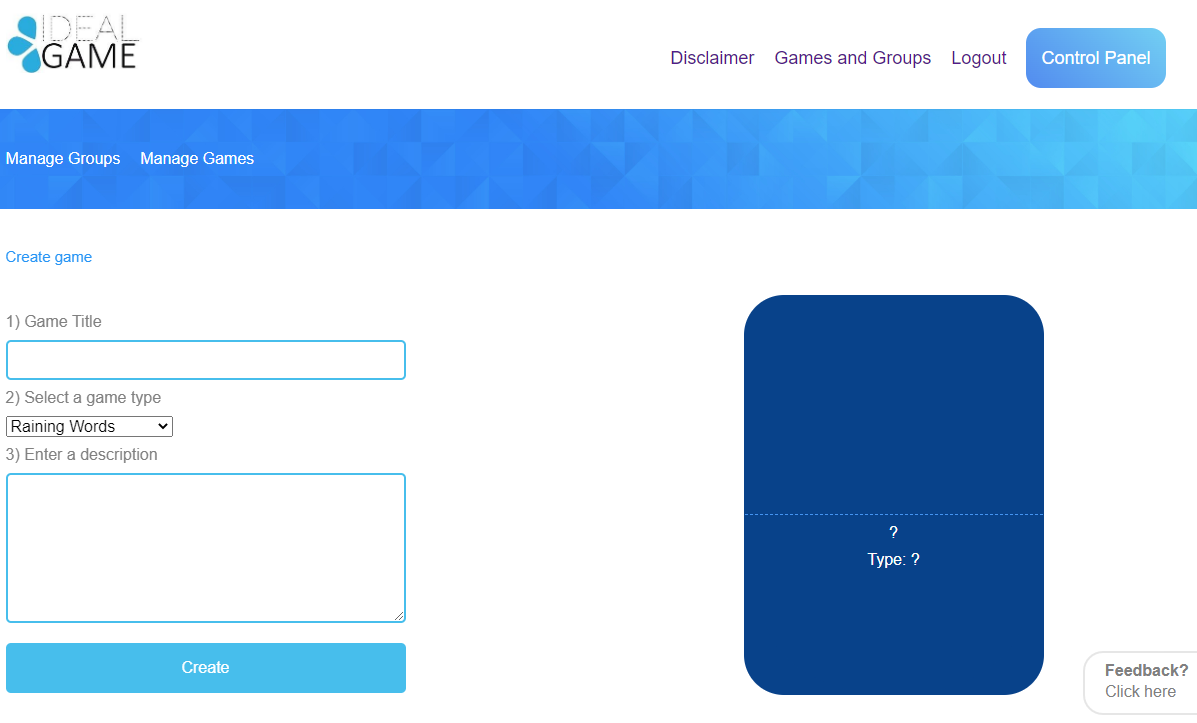 IDEAL
GAME
Disclaimer Games and Groups Logout Control Panel
Manage Groups Manage Games
Create game
1) Game Title
2) Select a game type
Raining Words
3) Enter a description
Create
?
Type: ?
Feedback?
Click here